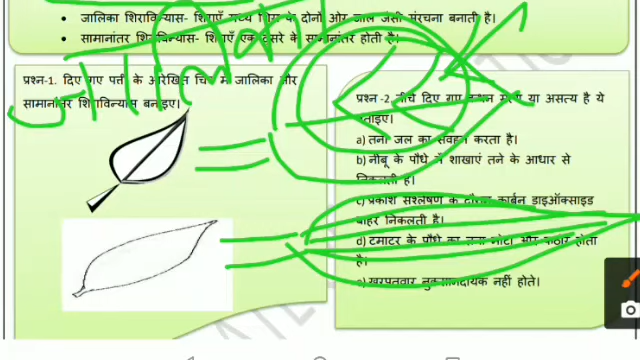 जालिका शिराविन्यास- शिराएँ मध्य शिरा के दोनों ओर जाल जैसी संरचना बनाती है।
सामानांतर शिराविन्यास- शिराएँ एक दूसरे के सामानांतर होती है।
प्रश्न-1. दिए गए पत्ती के आरेखित चित्र में जालिका और
सामानांतर शिराविन्यास बनाइए।
प्रश्न -2. नीचे दिए गए कथन सत्य या असत्य है ये
बताइए।
a) तना जल का संवहन करता है।
b) नींबू के पौधे में शाखाएं तने के आधार से
निकलती है।
c) प्रकाश संश्लेषण के दौरान कार्बन डाइऑक्साइड
बाहर निकलती है।
d) टमाटर के पौधे का तना मोटा और कठोर होता
है।
e) खरपतवार नुकसानदायक नहीं होते।